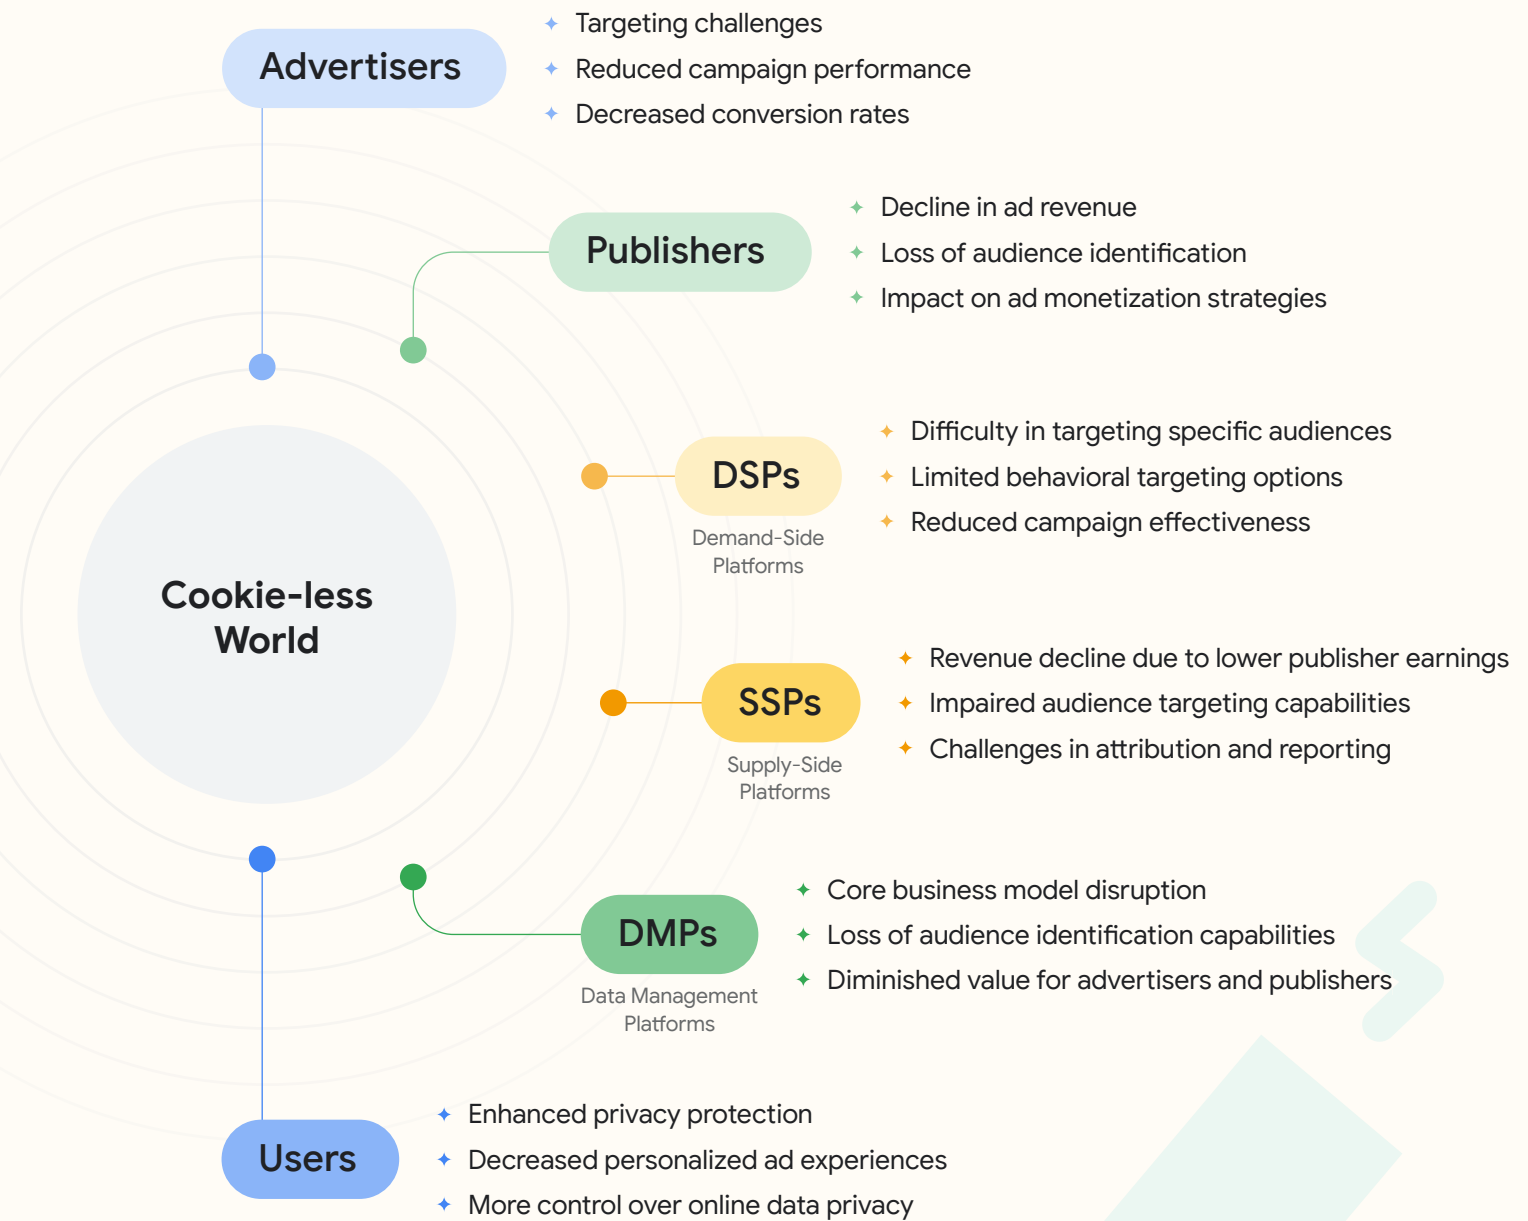 Advertisers
Targeting challenges
Reduced campaign performance
Decreased conversion rates
Publishers
Decline in ad revenue
Loss of audience identification
Impact on ad monetization strategies
DSPs
Demand-Side
Platforms
Difficulty in targeting specific audiences
Limited behavioral targeting options
Reduced campaign effectiveness
Cookie-less
World
SSPs
Supply-Side
Platforms
Revenue decline due to lower publisher earnings
Impaired audience targeting capabilities
Challenges in attribution and reporting
DMPs
Data Management
Platforms
Core business model disruption
Loss of audience identification capabilities
Diminished value for advertisers and publishers
Users
Enhanced privacy protection
Decreased personalized ad experiences
More control over online data privacy